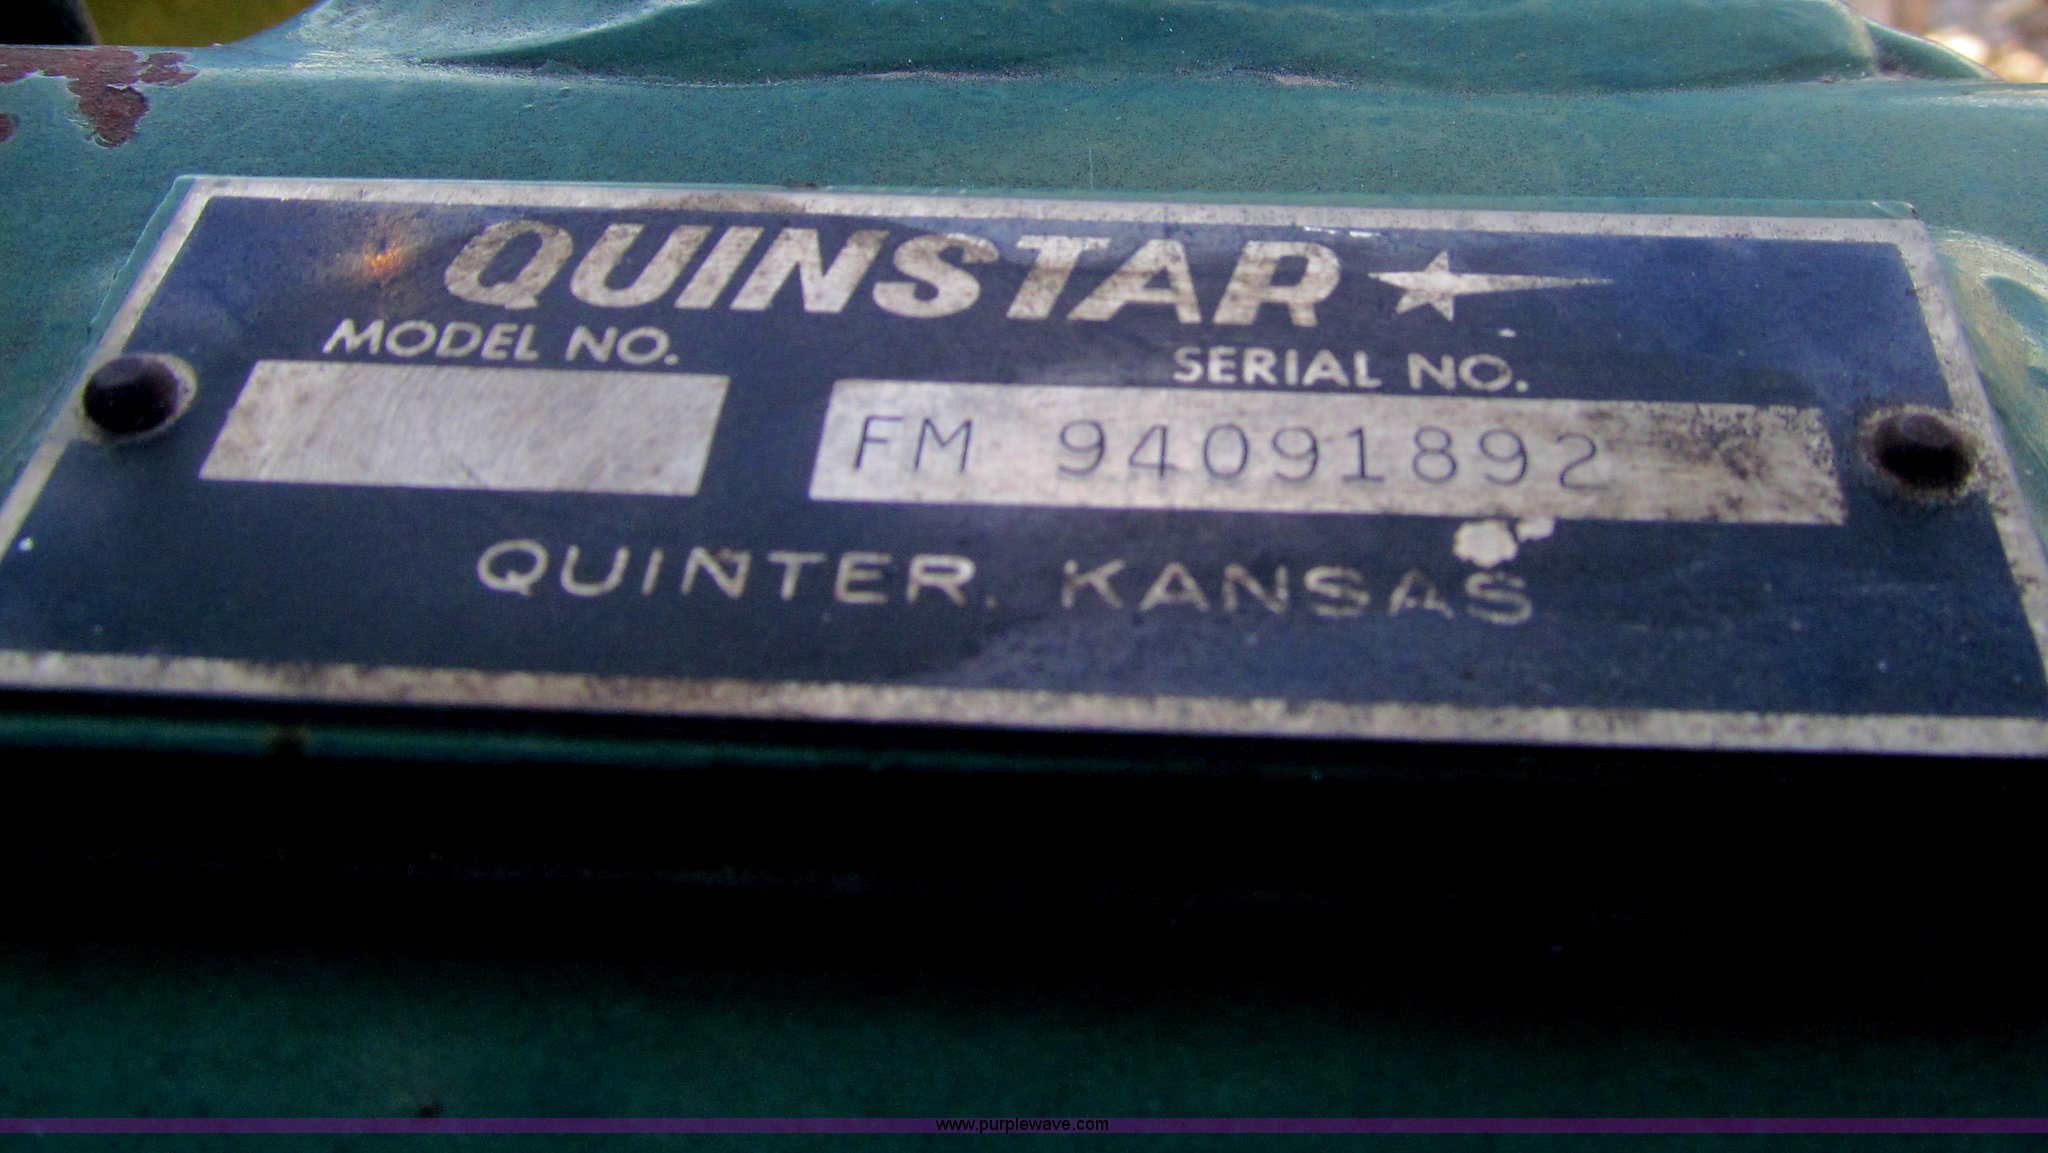 QUINSTAR
MODEL NO.
SERIAL NO.
FM 94091892
QUINTER, KANSAS
www.purplewave.com